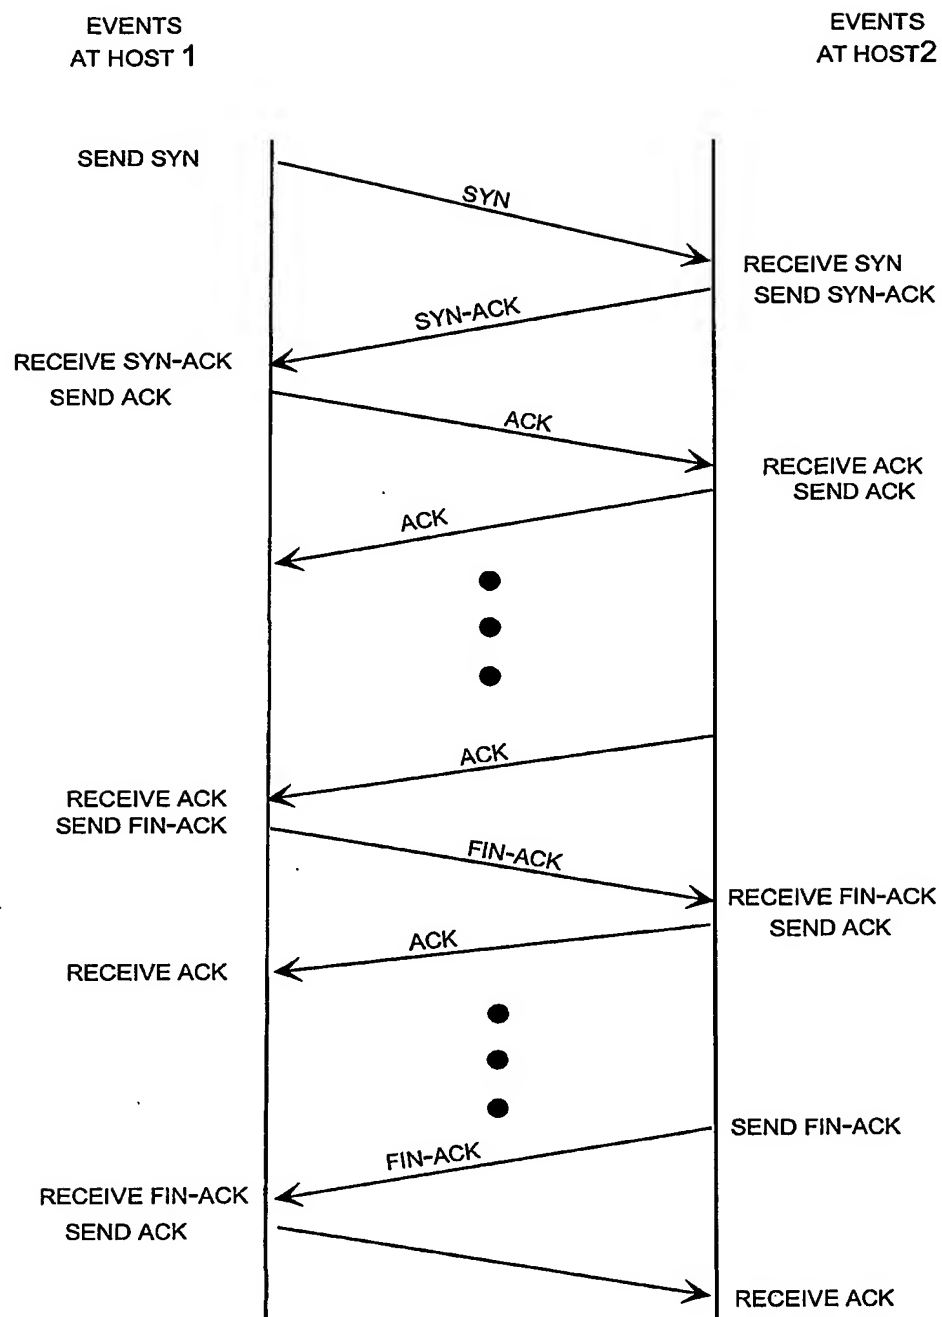 EVENTS
AT HOST 1
EVENTS
AT HOST2
SEND SYN
SYN
RECEIVE SYN
SEND SYN-ACK
SYN-ACK
RECEIVE SYN-ACK
SEND ACK
ACK
RECEIVE ACK
SEND ACK
ACK
ACK
RECEIVE ACK
SEND FIN-ACK
FIN-ACK
RECEIVE FIN-ACK
SEND ACK
ACK
RECEIVE ACK
SEND FIN-ACK
FIN-ACK
RECEIVE FIN-ACK
SEND ACK
RECEIVE ACK